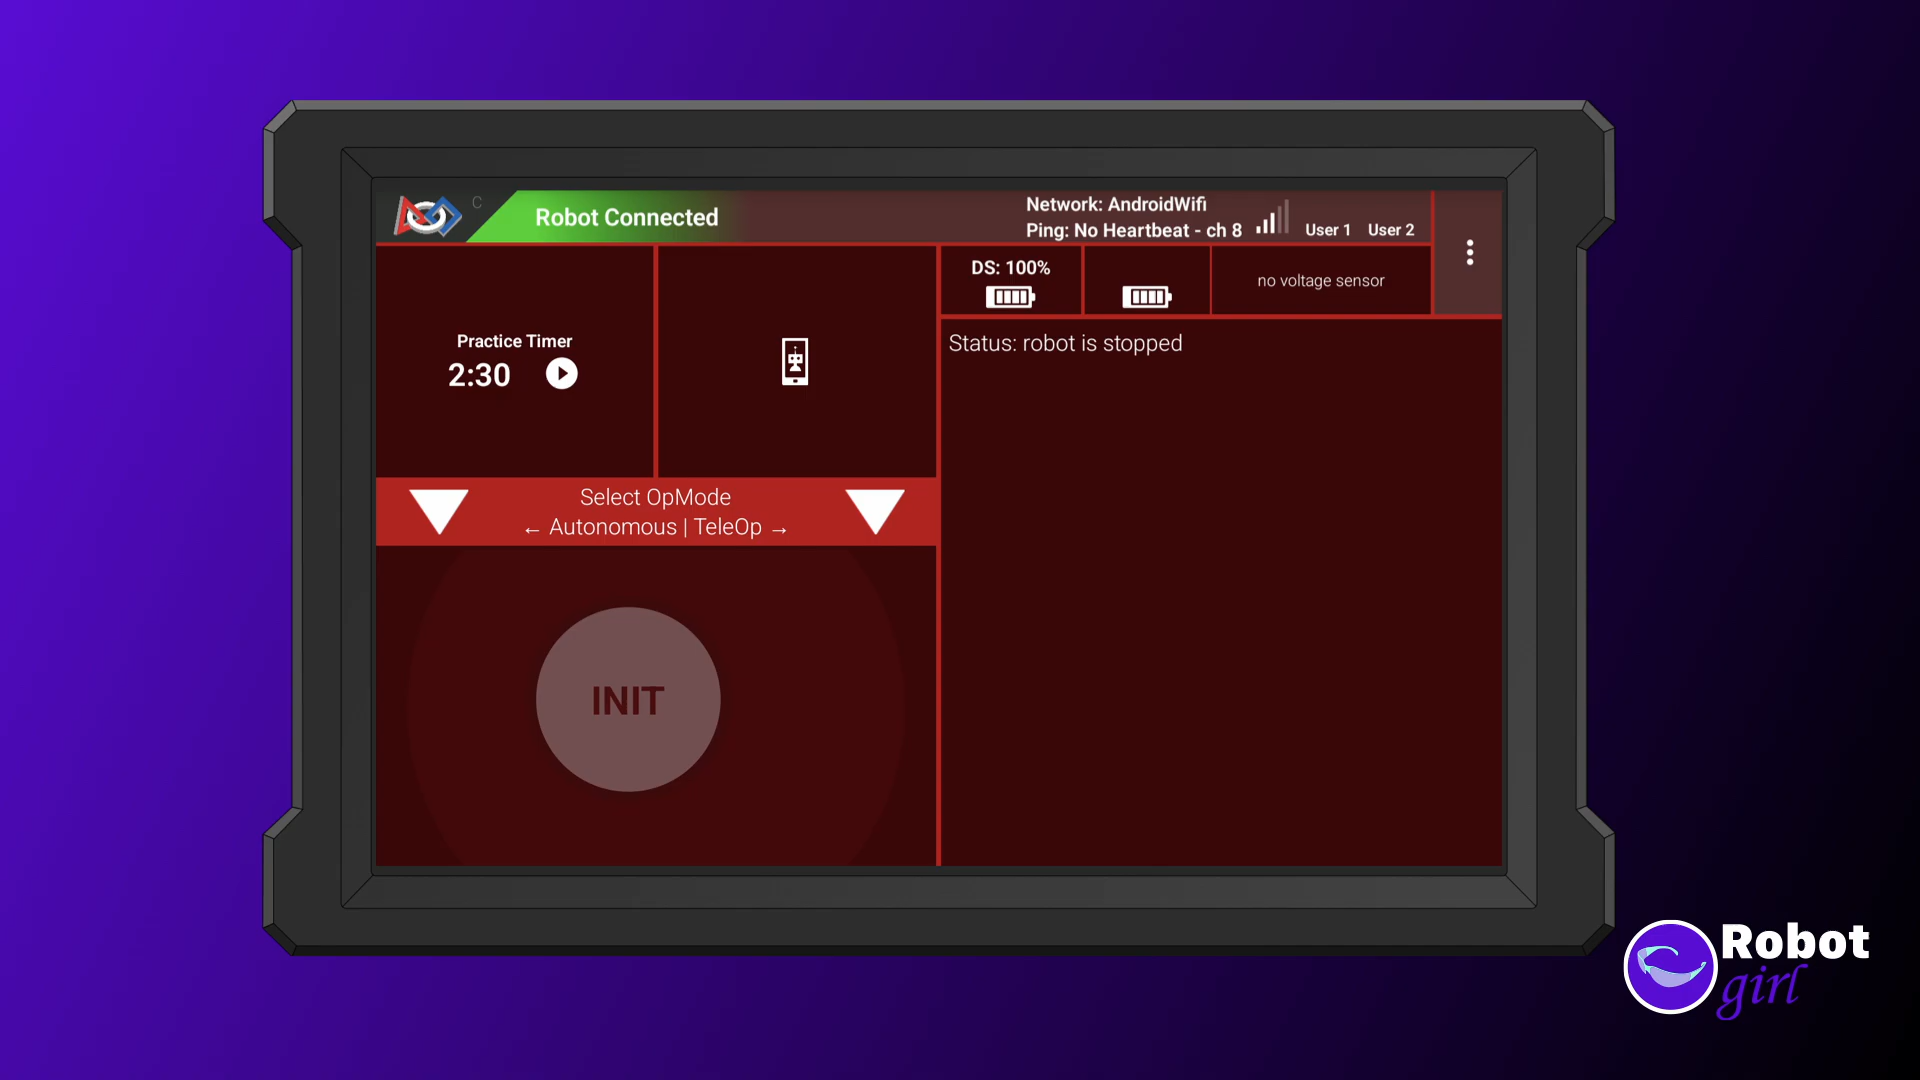 C
Robot Connected
Network: AndroidWifi
Ping: No Heartbeat - ch 8
User 1
User 2
DS: 100%
no voltage sensor
Practice Timer
2:30
Status: robot is stopped
Select OpMode
← Autonomous | TeleOp →
INIT
Robot
girl